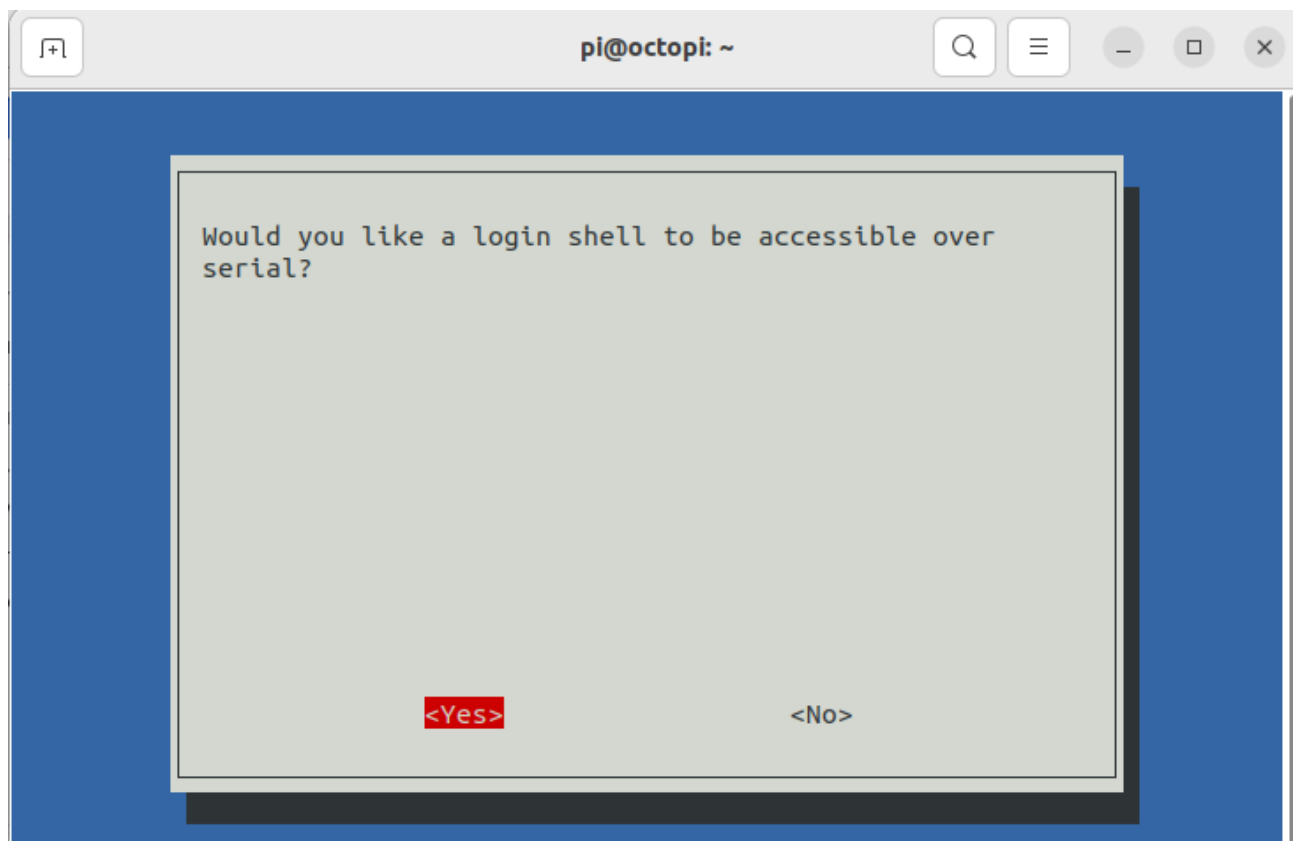 pi@octopi: ~
Would you like a login shell to be accessible over
serial?
<Yes> <No>